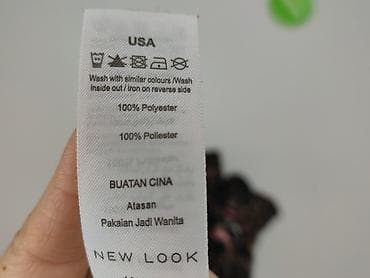 USA
Wash with similar colours /Wash
inside out / iron on reverse side
100% Polyester
100% Poliester
BUATAN CINA
Atasan
Pakaian Jadi Wanita
NEW LOOK